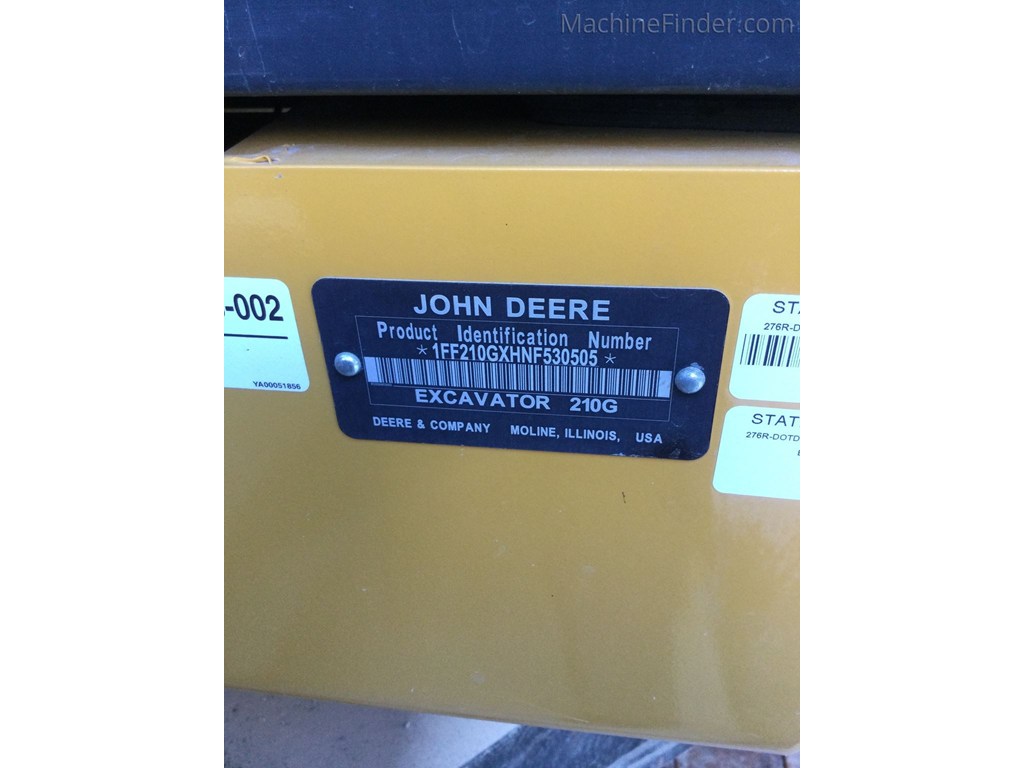 MachineFinder.com
-002
YA00051856
JOHN DEERE
Product Identification Number
*1FF210GXHNF530505*
EXCAVATOR 210G
DEERE & COMPANY MOLINE, ILLINOIS, USA
STA
276R-D
STAT
276R-DOTD